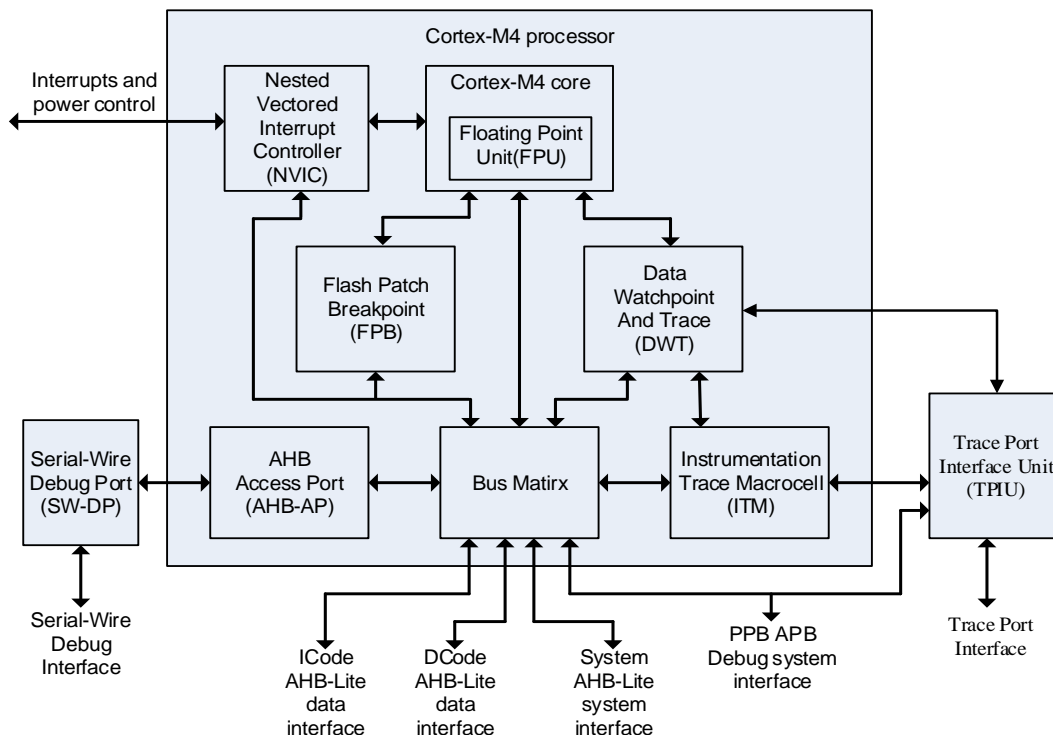 Cortex-M4 processor
Interrupts and
power control
Nested
Vectored
Interrupt
Controller
(NVIC)
Cortex-M4 core
Floating Point
Unit(FPU)
Flash Patch
Breakpoint
(FPB)
Data
Watchpoint
And Trace
(DWT)
Serial-Wire
Debug Port
(SW-DP)
AHB
Access Port
(AHB-AP)
Bus Matirx
Instrumentation
Trace Macrocell
(ITM)
Trace Port
Interface Unit
(TPIU)
Serial-Wire
Debug
Interface
ICode
AHB-Lite
data
interface
DCode
AHB-Lite
data
interface
System
AHB-Lite
system
interface
PPB APB
Debug system
interface
Trace Port
Interface